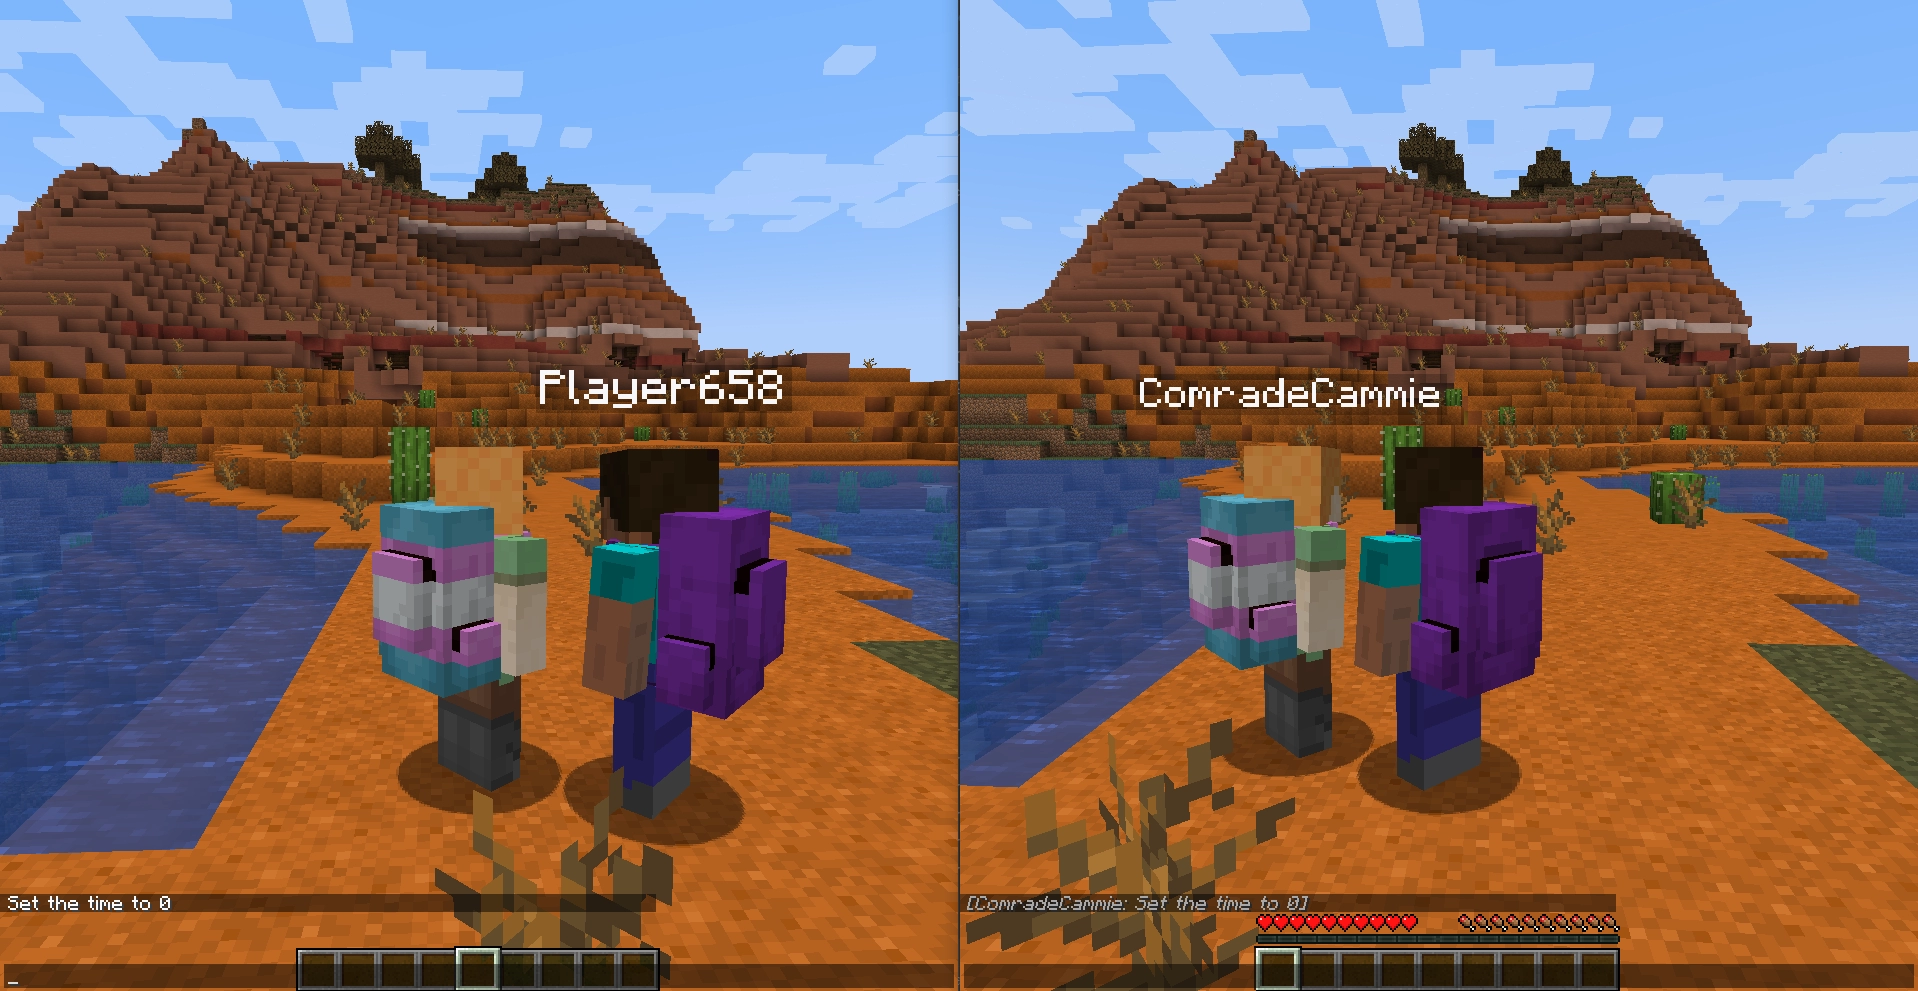 Player658
ComradeCammie
Set the time to 0
[ComradeCammie: Set the time to 0]
_